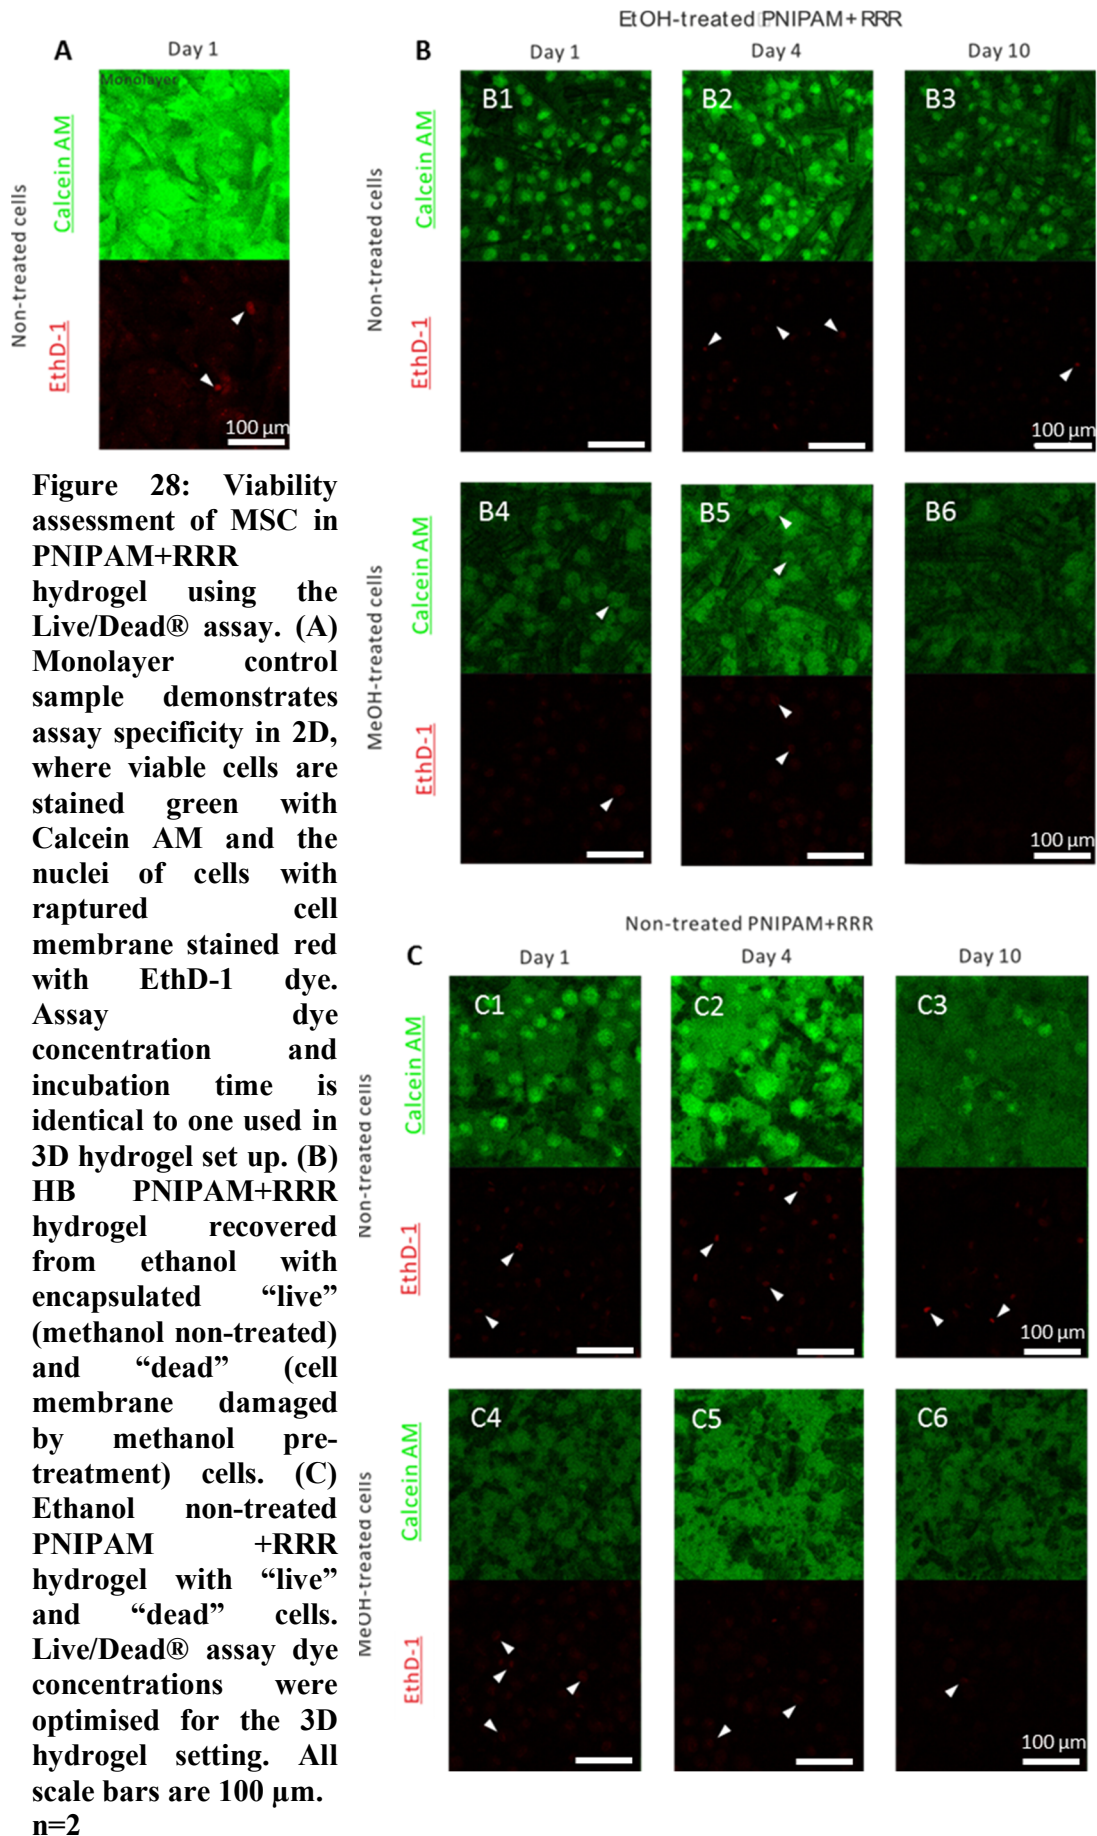 A
Day 1
Monolayer
Non-treated cells
Calcein AM
EthD-1
100 µm
EtOH-treated PNIPAM+RRR
B
Day 1
Day 4
Day 10
Non-treated cells
Calcein AM
B1
B2
B3
EthD-1
100 µm
MeOH-treated cells
Calcein AM
B4
B5
B6
EthD-1
100 µm
Non-treated PNIPAM+RRR
C
Day 1
Day 4
Day 10
Non-treated cells
Calcein AM
C1
C2
C3
EthD-1
100 µm
MeOH-treated cells
Calcein AM
C4
C5
C6
EthD-1
100 µm
Figure 28: Viability
assessment of MSC in
PNIPAM+RRR
hydrogel using the
Live/Dead® assay. (A)
Monolayer control
sample demonstrates
assay specificity in 2D,
where viable cells are
stained green with
Calcein AM and the
nuclei of cells with
raptured cell
membrane stained red
with EthD-1 dye.
Assay dye
concentration and
incubation time is
identical to one used in
3D hydrogel set up. (B)
HB PNIPAM+RRR
hydrogel recovered
from ethanol with
encapsulated “live”
(methanol non-treated)
and “dead” (cell
membrane damaged
by methanol pre-
treatment) cells. (C)
Ethanol non-treated
PNIPAM +RRR
hydrogel with “live”
and “dead” cells.
Live/Dead® assay dye
concentrations were
optimised for the 3D
hydrogel setting. All
scale bars are 100 µm.
n=2